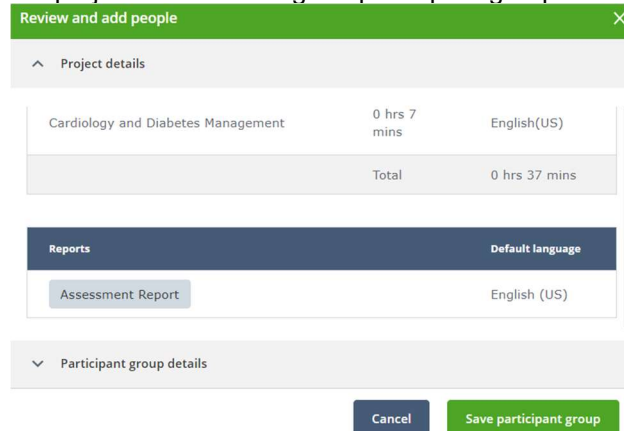 Review and add people
Project details
Cardiology and Diabetes Management
0 hrs 7
mins
English(US)
Total
0 hrs 37 mins
Reports
Default language
Assessment Report
English (US)
Participant group details
Cancel
Save participant group